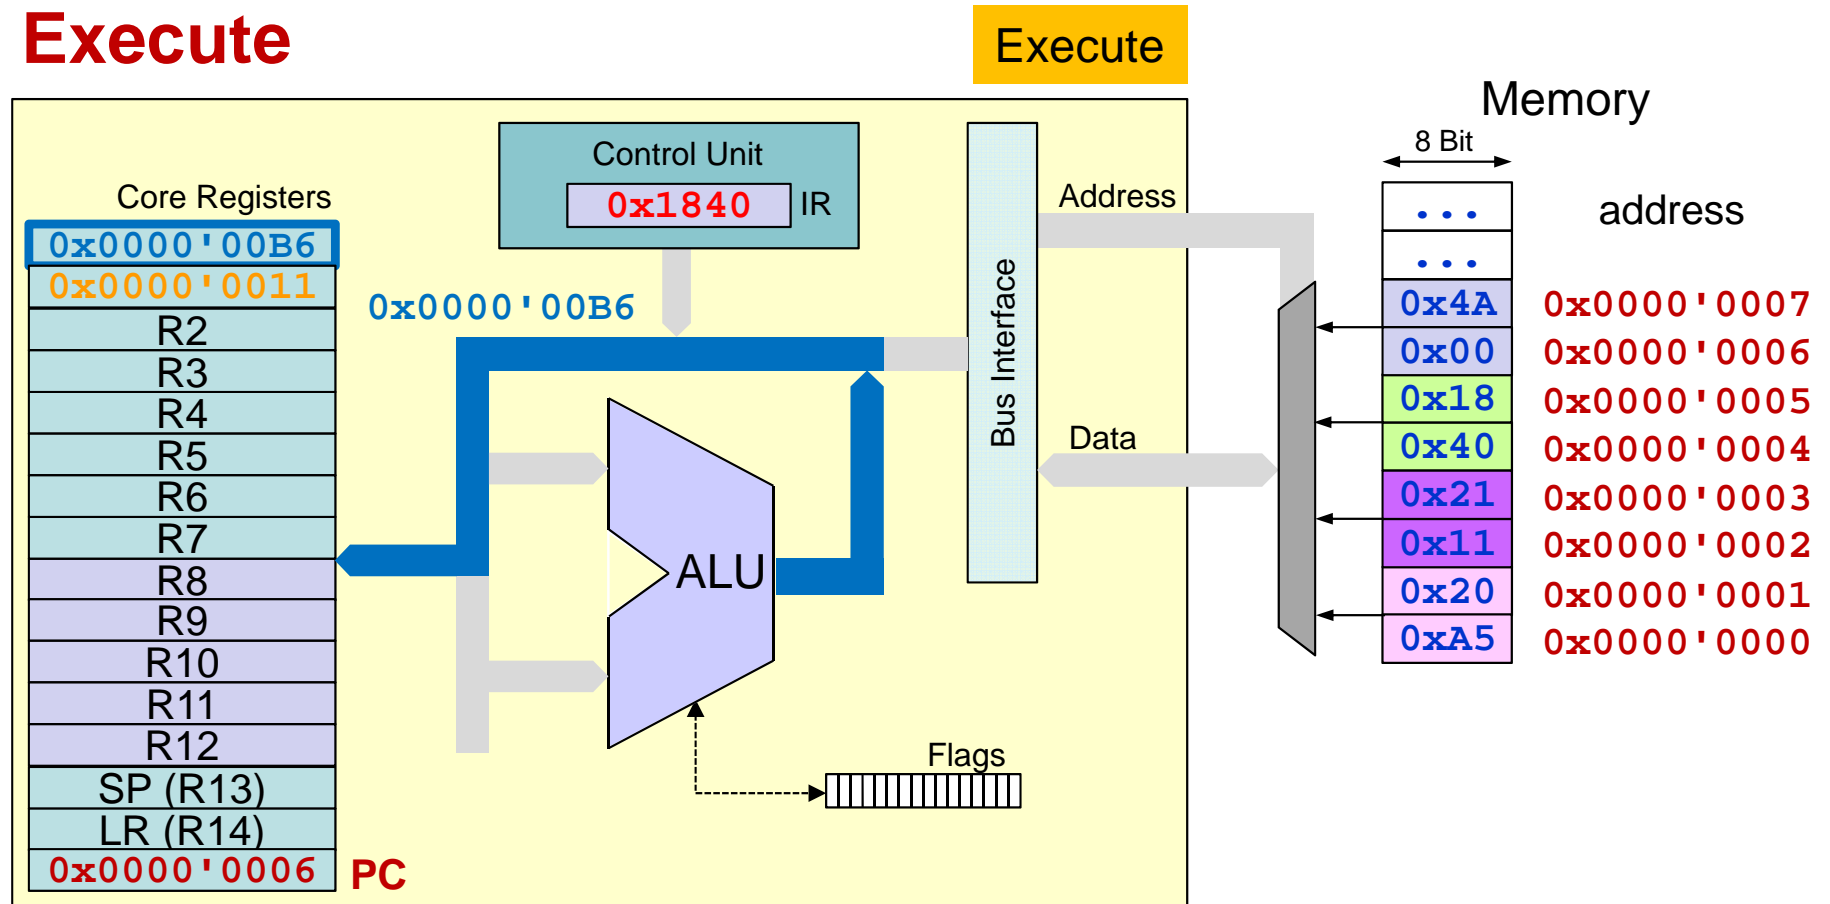 Execute
Execute
Memory
8 Bit
address
Control Unit
0x1840 IR
Core Registers
0x0000'00B6
0x0000'0011
R2
R3
R4
R5
R6
R7
R8
R9
R10
R11
R12
SP (R13)
LR (R14)
0x0000'0006 PC
0x0000'00B6
ALU
Flags
Bus Interface
Address
Data
...
...
0x4A 0x0000'0007
0x00 0x0000'0006
0x18 0x0000'0005
0x40 0x0000'0004
0x21 0x0000'0003
0x11 0x0000'0002
0x20 0x0000'0001
0xA5 0x0000'0000